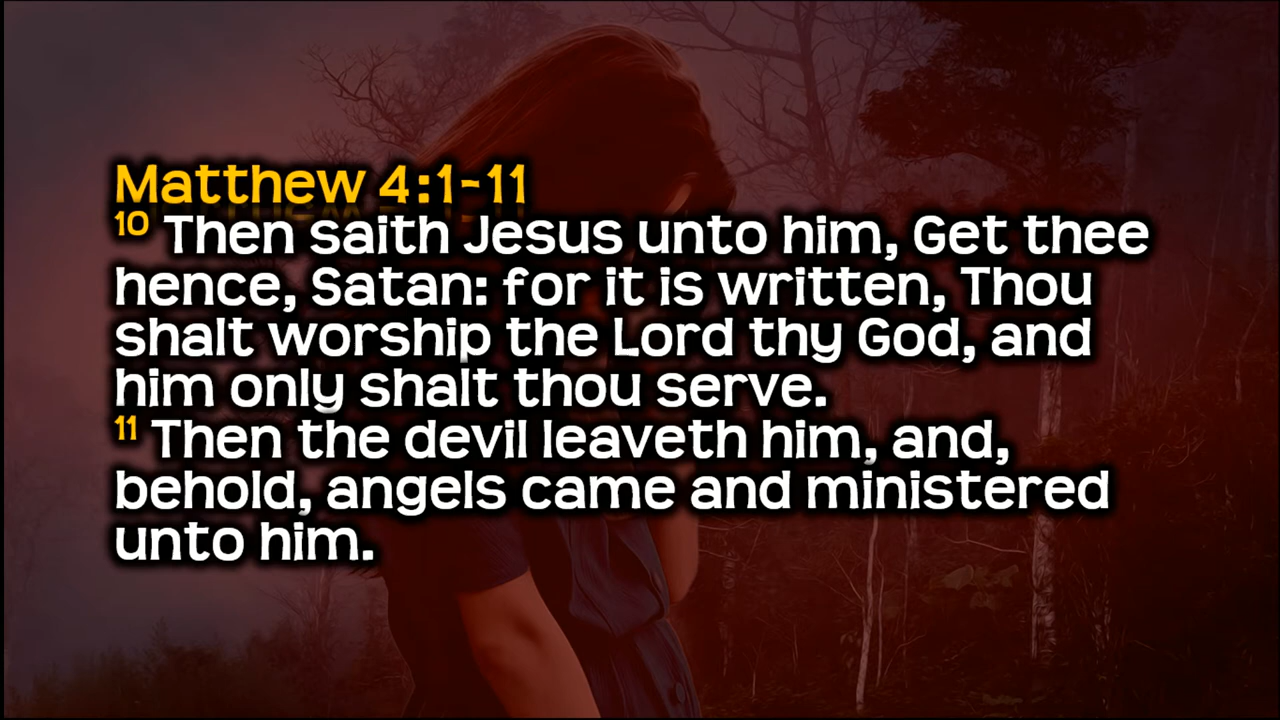 Matthew 4:1-11
10 Then saith Jesus unto him, Get thee
hence, Satan: for it is written, Thou
shalt worship the Lord thy God, and
him only shalt thou serve.
11 Then the devil leaveth him, and,
behold, angels came and ministered
unto him.